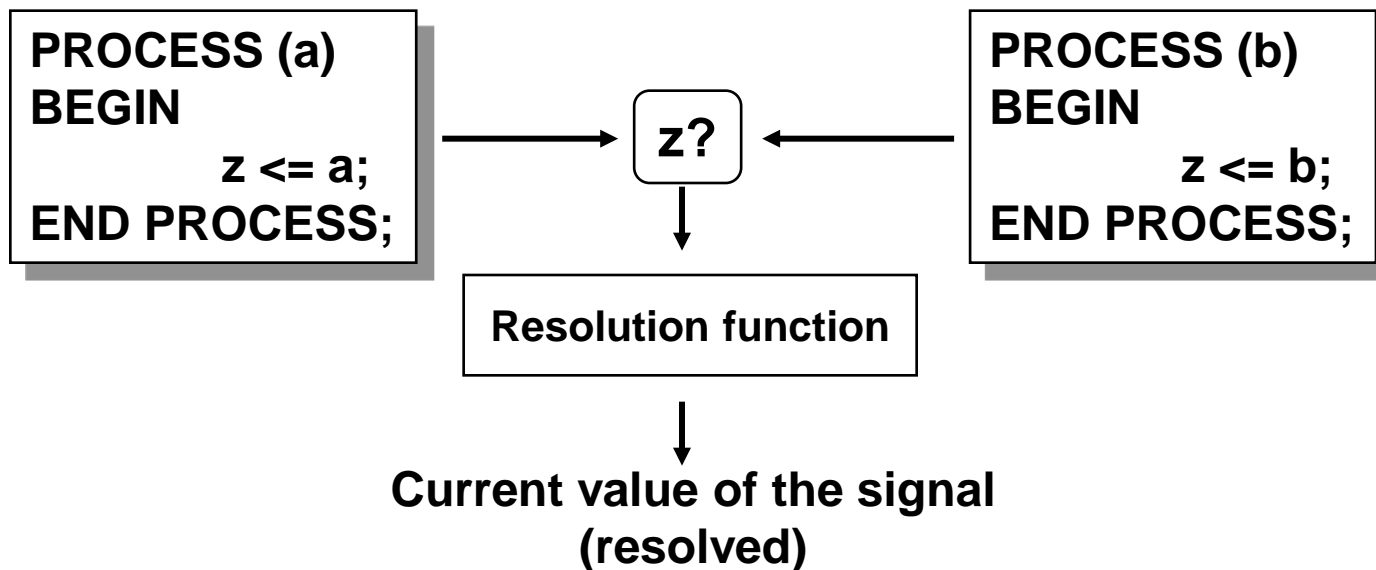 PROCESS (a)
BEGIN
z <= a;
END PROCESS;
z?
PROCESS (b)
BEGIN
z <= b;
END PROCESS;
Resolution function
Current value of the signal
(resolved)